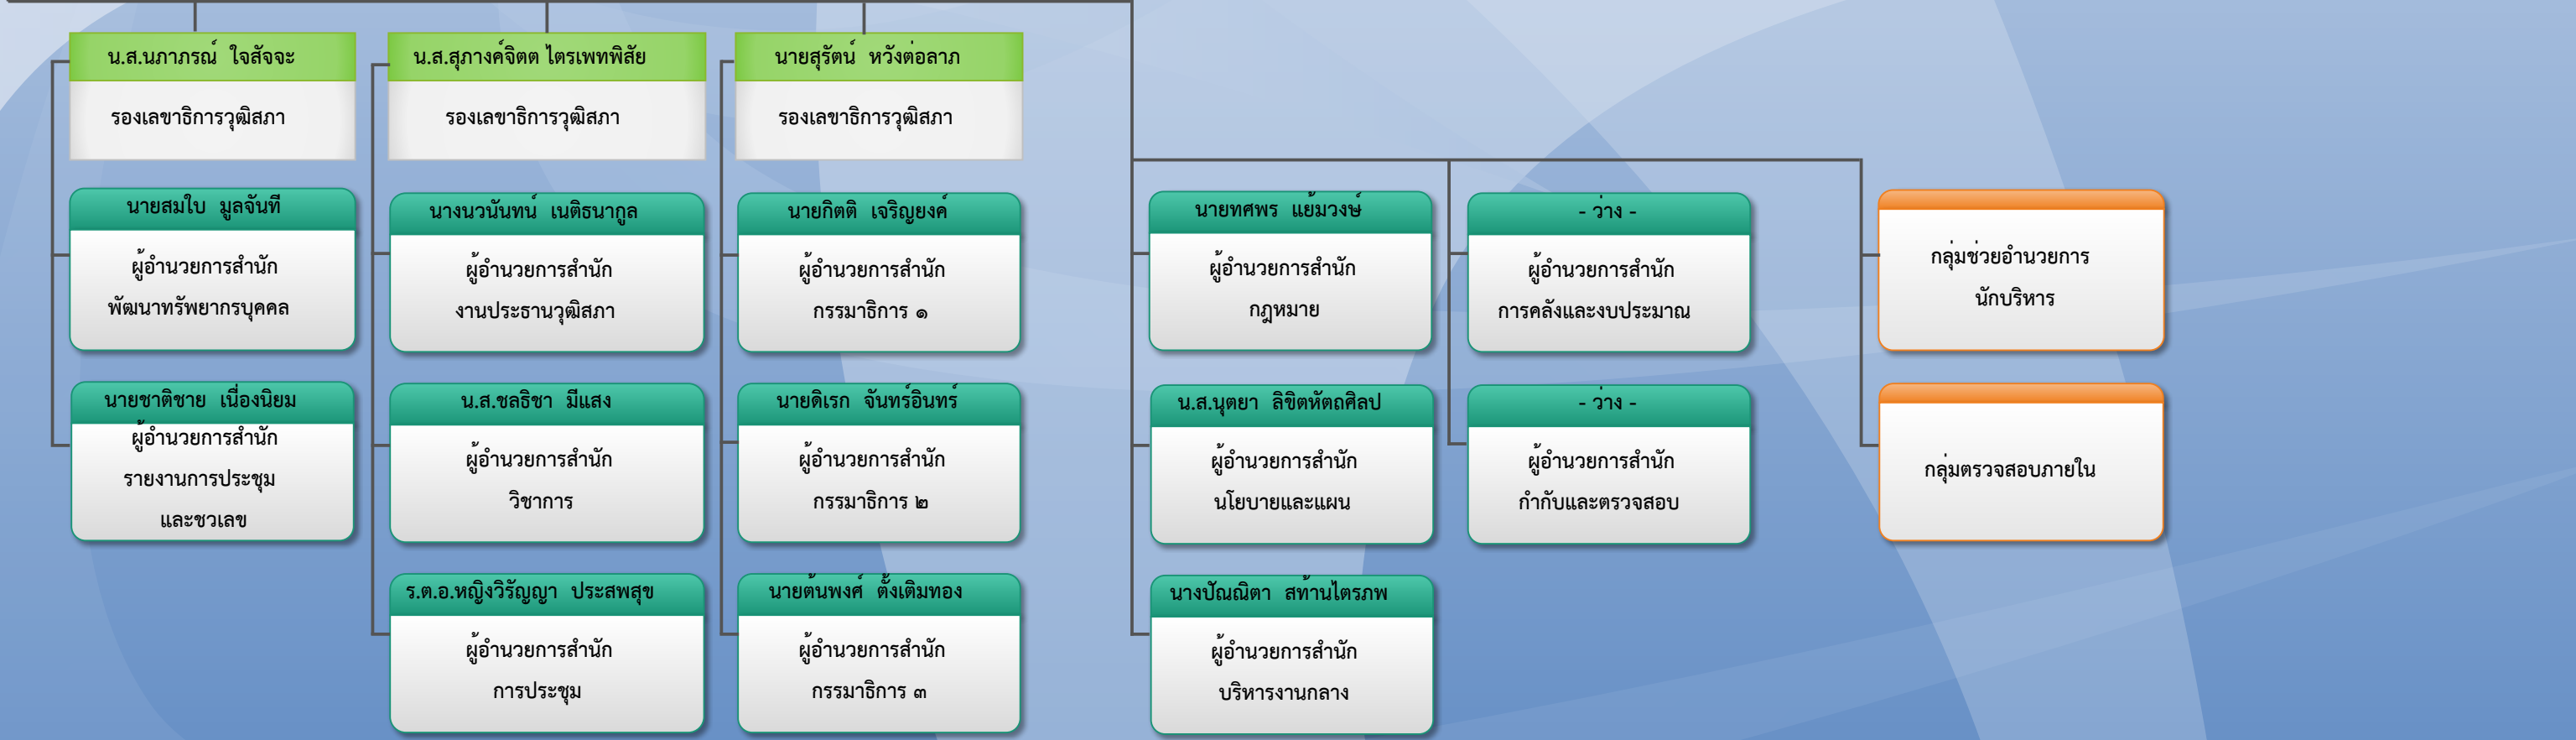 น.ส.นภาภรณ์ ใจสัจจะ
รองเลขาธิการวุฒิสภา
น.ส.สุภางค์จิตต ไตรเพทพิสัย
รองเลขาธิการวุฒิสภา
นายสุรัตน์ หวังต่อลาภ
รองเลขาธิการวุฒิสภา
นายสมใบ มูลจันที
ผู้อำนวยการสำนัก
พัฒนาทรัพยากรบุคคล
นางนวนันทน์ เนติธนากูล
ผู้อำนวยการสำนัก
งานประธานวุฒิสภา
นายกิตติ เจริญยงค์
ผู้อำนวยการสำนัก
กรรมาธิการ ๑
นายทศพร แย้มวงษ์
ผู้อำนวยการสำนัก
กฎหมาย
- ว่าง -
ผู้อำนวยการสำนัก
การคลังและงบประมาณ
กลุ่มช่วยอำนวยการ
นักบริหาร
นายชาติชาย เนื่องนิยม
ผู้อำนวยการสำนัก
รายงานการประชุม
และชวเลข
น.ส.ชลธิชา มีแสง
ผู้อำนวยการสำนัก
วิชาการ
นายดิเรก จันทร์อินทร์
ผู้อำนวยการสำนัก
กรรมาธิการ ๒
น.ส.นุตยา ลิขิตหัตถศิลป
ผู้อำนวยการสำนัก
นโยบายและแผน
- ว่าง -
ผู้อำนวยการสำนัก
กำกับและตรวจสอบ
กลุ่มตรวจสอบภายใน
ร.ต.อ.หญิงวิรัญญา ประสพสุข
ผู้อำนวยการสำนัก
การประชุม
นายต้นพงศ์ ตั้งเติมทอง
ผู้อำนวยการสำนัก
กรรมาธิการ ๓
นางปัณณิตา สท้านไตรภพ
ผู้อำนวยการสำนัก
บริหารงานกลาง